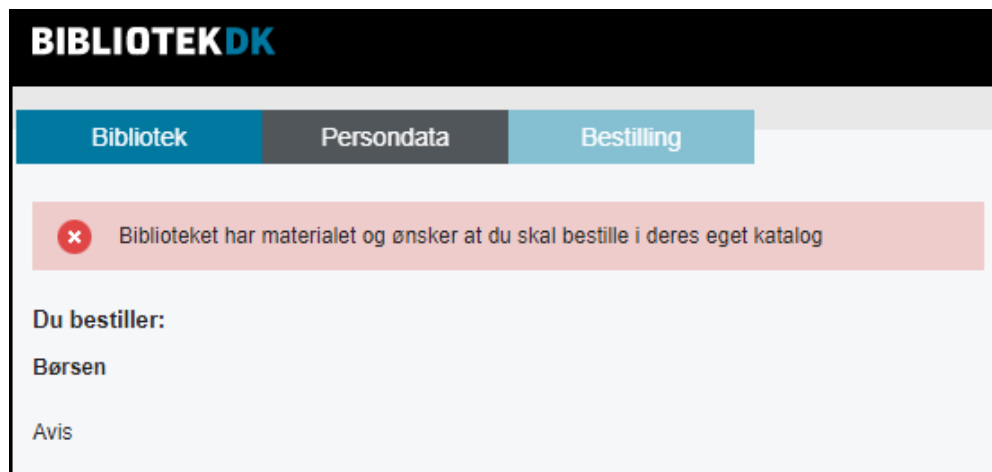 BIBLIOTEKDK
Bibliotek Persondata Bestilling
Biblioteket har materialet og ønsker at du skal bestille i deres eget katalog
Du bestiller:
Børsen
Avis